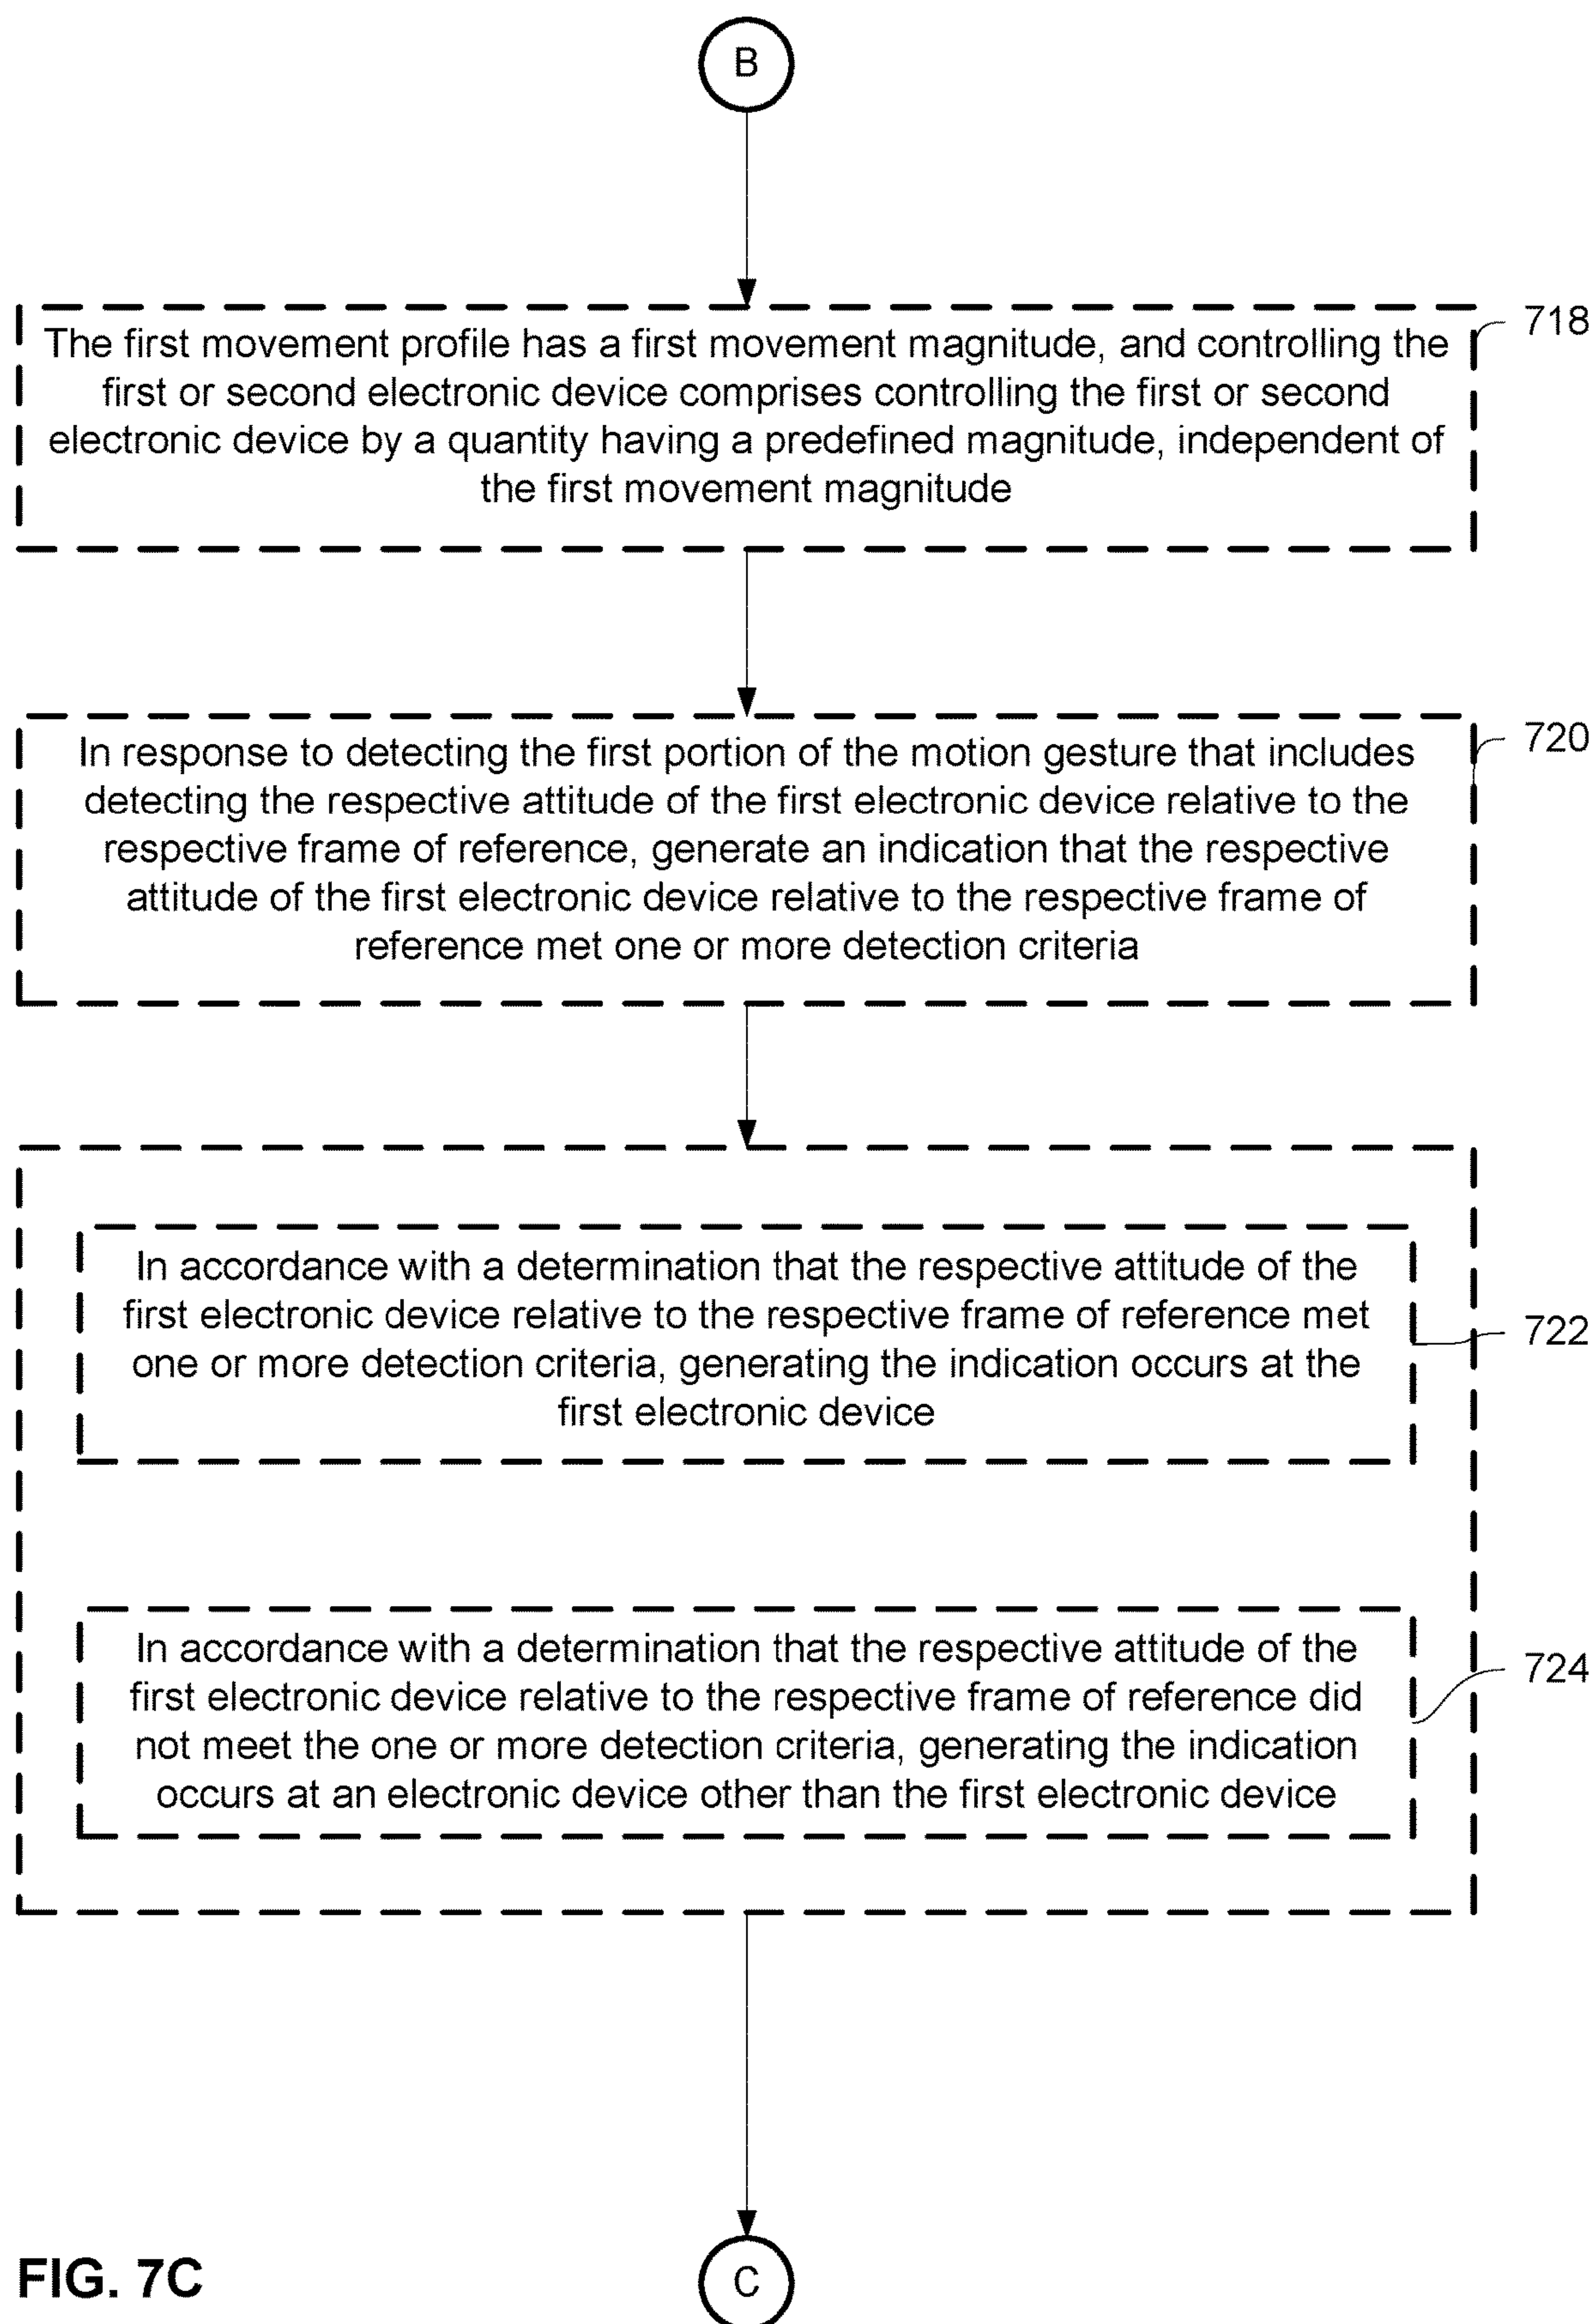 B
The first movement profile has a first movement magnitude, and controlling the
first or second electronic device comprises controlling the first or second
electronic device by a quantity having a predefined magnitude, independent of
the first movement magnitude
718
In response to detecting the first portion of the motion gesture that includes
detecting the respective attitude of the first electronic device relative to the
respective frame of reference, generate an indication that the respective
attitude of the first electronic device relative to the respective frame of
reference met one or more detection criteria
720
In accordance with a determination that the respective attitude of the
first electronic device relative to the respective frame of reference met
one or more detection criteria, generating the indication occurs at the
first electronic device
722
In accordance with a determination that the respective attitude of the
first electronic device relative to the respective frame of reference did
not meet the one or more detection criteria, generating the indication
occurs at an electronic device other than the first electronic device
724
FIG. 7C
C